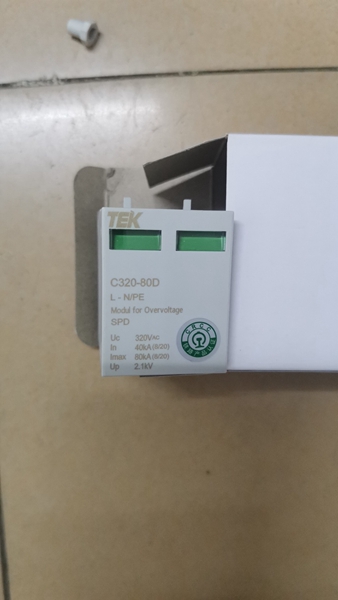 TEK
C320-80D
L - N/PE
Modul for Overvoltage
SPD
Uc 320VAC
In 40kA(8/20)
Imax 80kA(8/20)
Up 2.1kV
CRCC